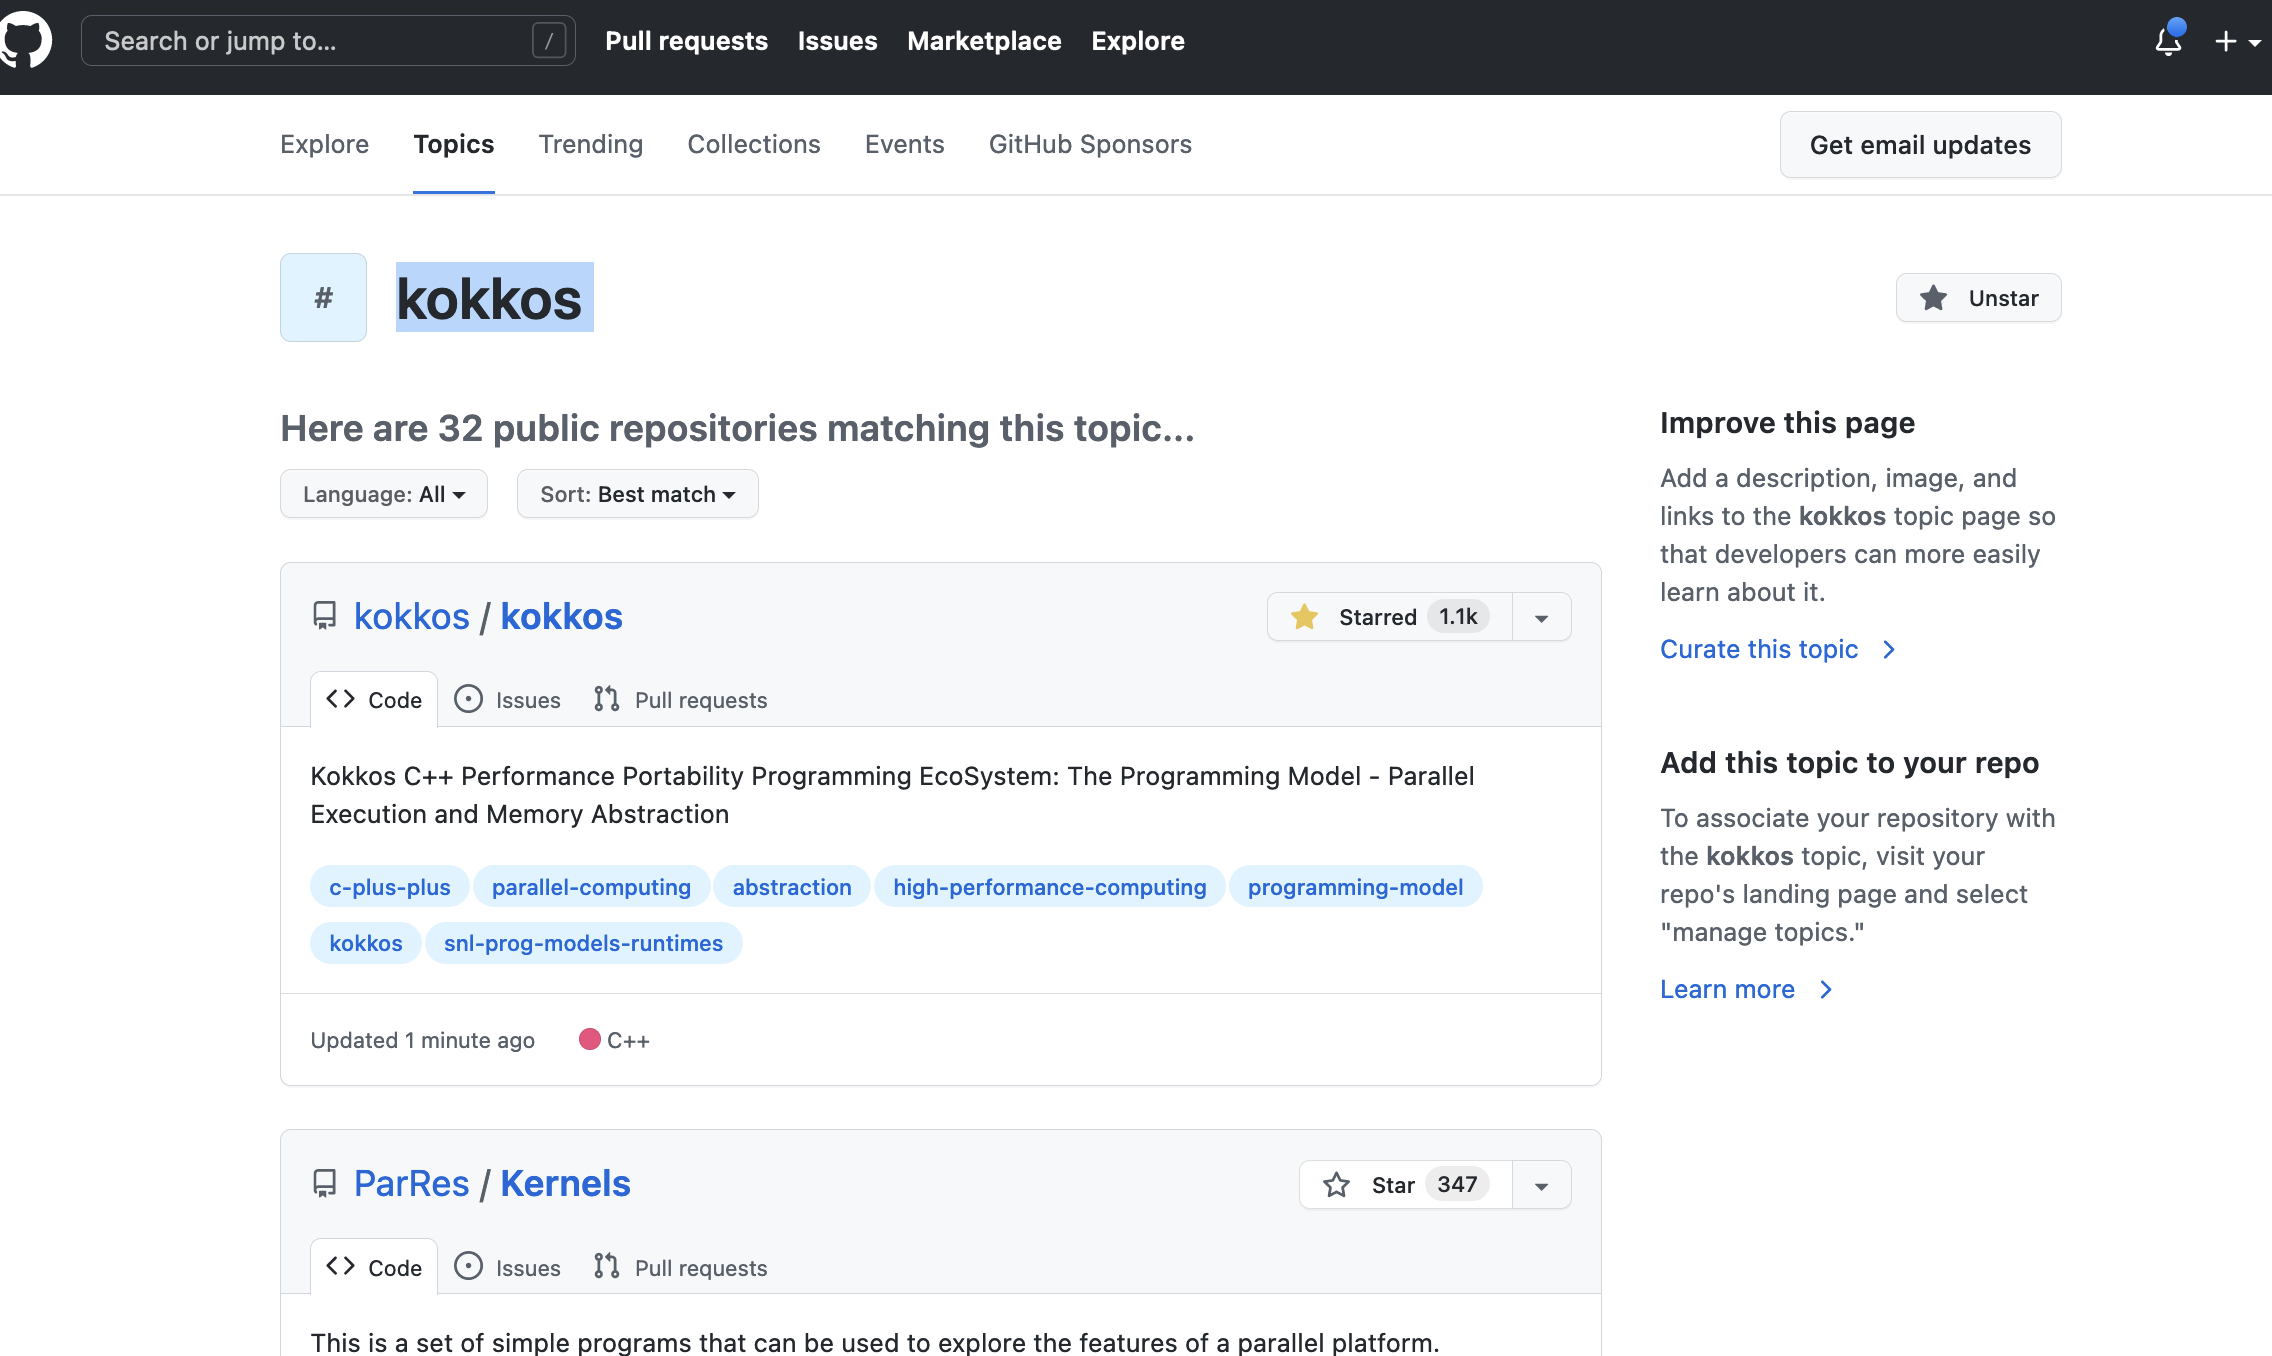 Search or jump to... /
Pull requests Issues Marketplace Explore
Explore Topics Trending Collections Events GitHub Sponsors
Get email updates
# kokkos
Unstar
Here are 32 public repositories matching this topic...
Language: All Sort: Best match
kokkos / kokkos
Starred 1.1k
Code Issues Pull requests
Kokkos C++ Performance Portability Programming EcoSystem: The Programming Model - Parallel
Execution and Memory Abstraction
c-plus-plus parallel-computing abstraction high-performance-computing programming-model
kokkos snl-prog-models-runtimes
Updated 1 minute ago C++
ParRes / Kernels
Star 347
Code Issues Pull requests
This is a set of simple programs that can be used to explore the features of a parallel platform.
Improve this page
Add a description, image, and
links to the kokkos topic page so
that developers can more easily
learn about it.
Curate this topic
Add this topic to your repo
To associate your repository with
the kokkos topic, visit your
repo's landing page and select
"manage topics."
Learn more